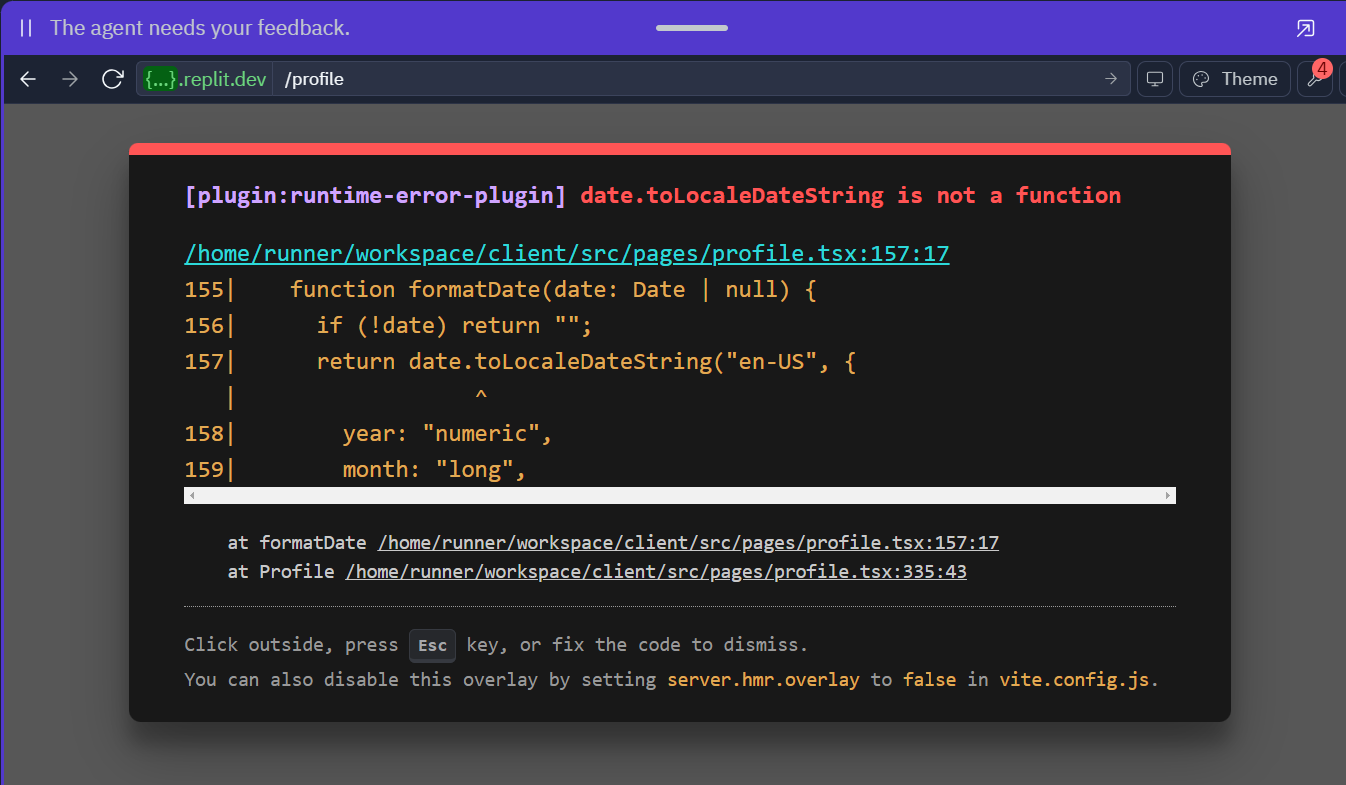 The agent needs your feedback.
{...}.replit.dev /profile Theme 4
[plugin:runtime-error-plugin] date.toLocaleDateString is not a function
/home/runner/workspace/client/src/pages/profile.tsx:157:17
155|    function formatDate(date: Date | null) {
156|      if (!date) return "";
157|      return date.toLocaleDateString("en-US", {
   |                  ^
158|        year: "numeric",
159|        month: "long",
at formatDate /home/runner/workspace/client/src/pages/profile.tsx:157:17
at Profile /home/runner/workspace/client/src/pages/profile.tsx:335:43
Click outside, press Esc key, or fix the code to dismiss.
You can also disable this overlay by setting server.hmr.overlay to false in vite.config.js.